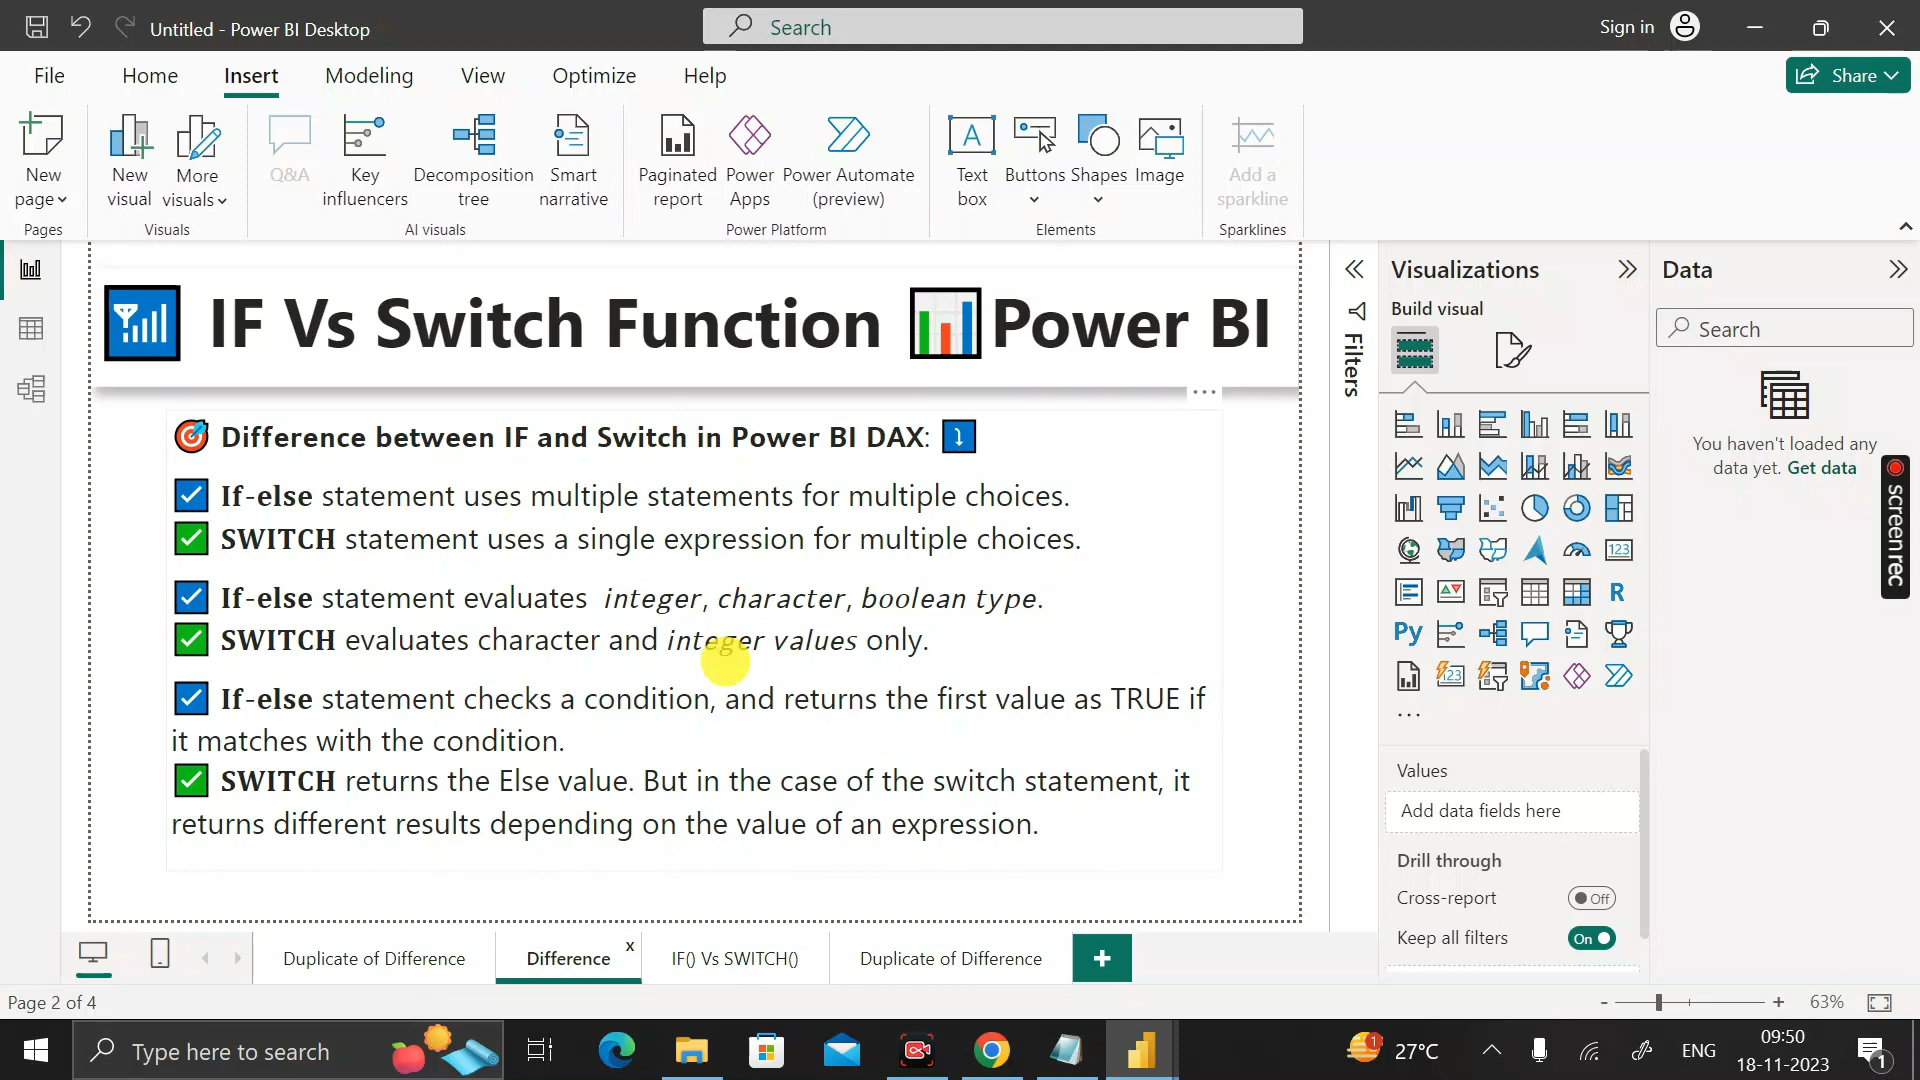 Untitled - Power BI Desktop
Search
Sign in
File
Home
Insert
Modeling
View
Optimize
Help
Share
New page
New visual
More visuals
Q&A
Key influencers
Decomposition tree
Smart narrative
Paginated report
Power Apps
Power Automate (preview)
Text box
Buttons
Shapes
Image
Add a sparkline
Pages
Visuals
AI visuals
Power Platform
Elements
Sparklines
IF Vs Switch Function Power BI
Difference between IF and Switch in Power BI DAX:
If-else statement uses multiple statements for multiple choices.
SWITCH statement uses a single expression for multiple choices.
If-else statement evaluates integer, character, boolean type.
SWITCH evaluates character and integer values only.
If-else statement checks a condition, and returns the first value as TRUE if
it matches with the condition.
SWITCH returns the Else value. But in the case of the switch statement, it
returns different results depending on the value of an expression.
Filters
Visualizations
Build visual
123
R
Py
123
Values
Add data fields here
Drill through
Cross-report
Off
Keep all filters
On
Data
Search
You haven't loaded any
data yet. Get data
screen rec
Duplicate of Difference
Difference
x
IF() Vs SWITCH()
Duplicate of Difference
+
Page 2 of 4
- + 63%
Type here to search
1
27°C
ENG
09:50
18-11-2023
1